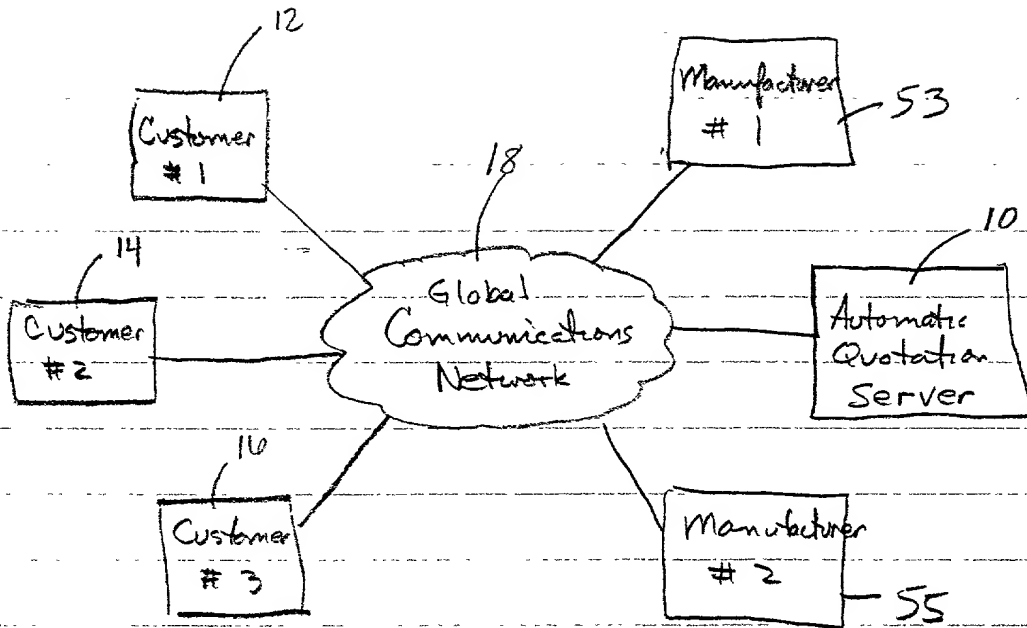 12
Customer
# 1
14
Customer
#2
16
Customer
# 3
18
Global
Communications
Network
Manufacturer
# 1
53
10
Automatic
Quotation
Server
Manufacturer
# 2
55